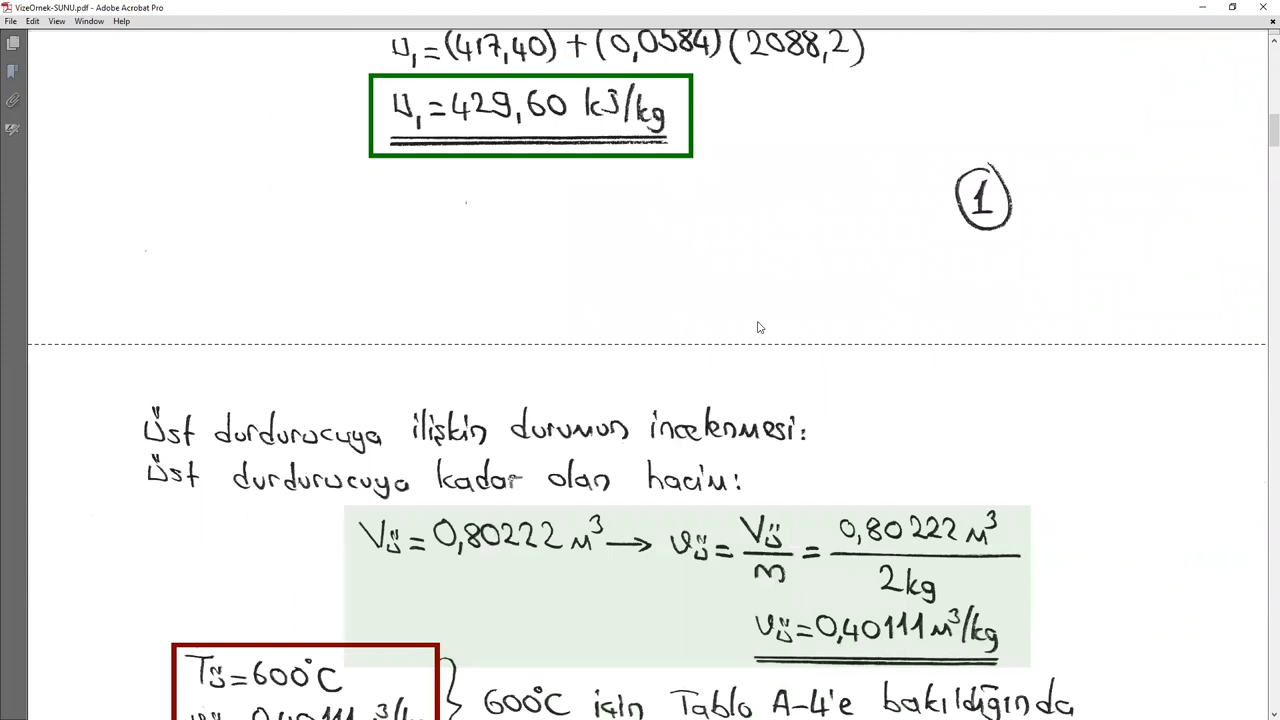 VizeOrnek-SUNU.pdf - Adobe Acrobat Pro
File Edit View Window Help
u₁=(417,40)+(0,0584)(2088,2)
u₁=429,60 kJ/kg
1
Üst durdurucuya ilişkin durumun incelenmesi:
Üst durdurucuya kadar olan hacim:
Vü=0,80222 m³→ vü= Vü/m = 0,80222 m³/2kg
vü=0,40111 m³/kg
Tü=600°C
600°C için Tablo A-4'e bakıldığında